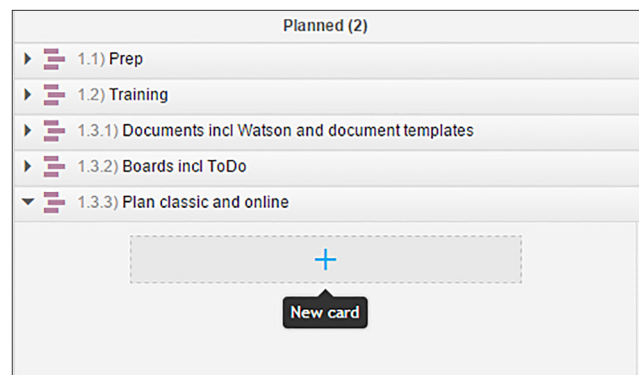 Planned (2)
1.1) Prep
1.2) Training
1.3.1) Documents incl Watson and document templates
1.3.2) Boards incl ToDo
1.3.3) Plan classic and online
New card